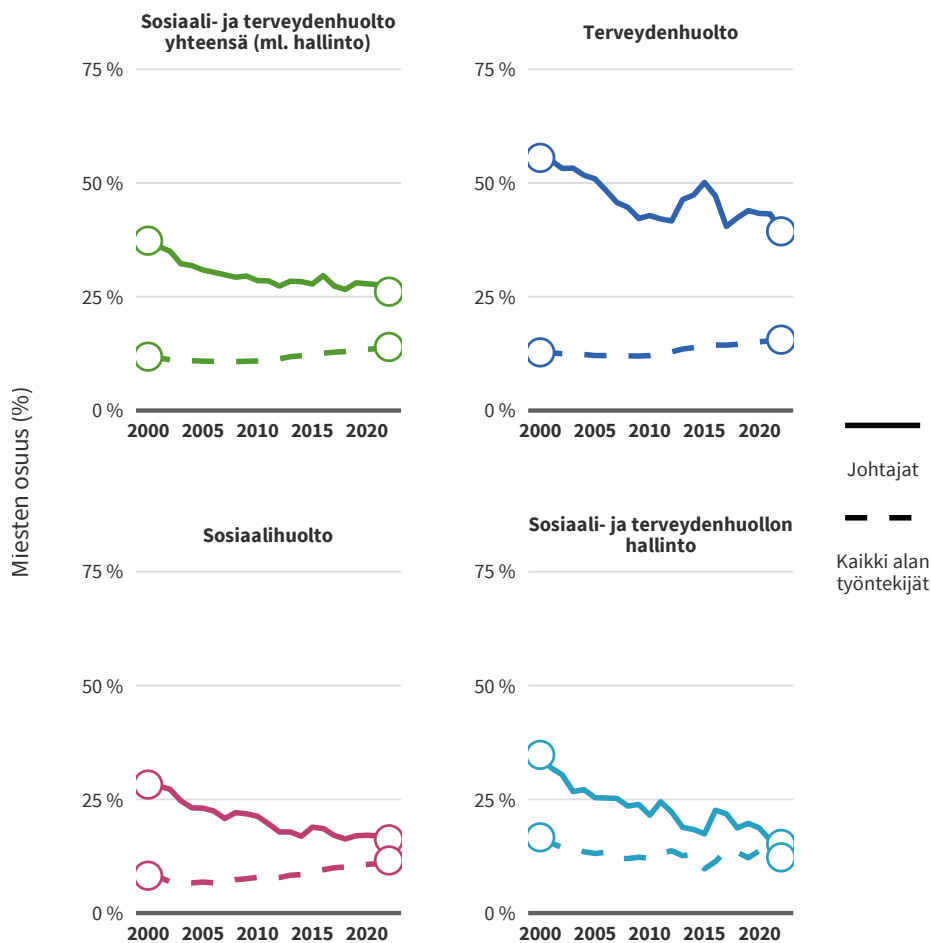 Sosiaali- ja terveydenhuolto
yhteensä (ml. hallinto)
75 %
50 %
25 %
0 %
2000 2005 2010 2015 2020
Terveydenhuolto
75 %
50 %
25 %
0 %
2000 2005 2010 2015 2020
Miesten osuus (%)
Sosiaalihuolto
75 %
50 %
25 %
0 %
2000 2005 2010 2015 2020
Sosiaali- ja terveydenhuollon
hallinto
75 %
50 %
25 %
0 %
2000 2005 2010 2015 2020
Johtajat
Kaikki alan
työntekijät